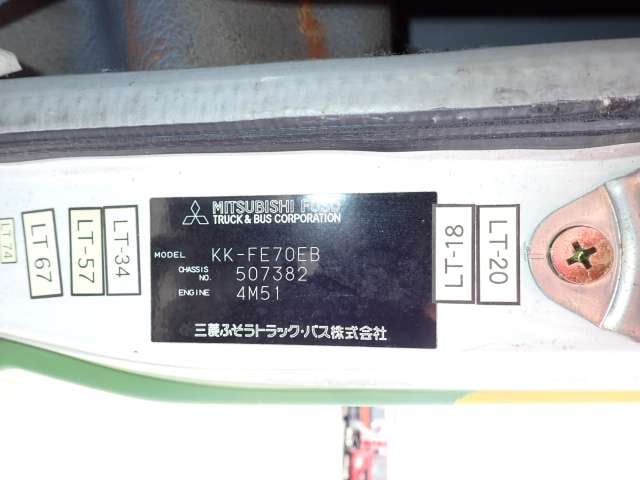 MITSUBISHI FUSO
TRUCK & BUS CORPORATION
MODEL KK-FE70EB
CHASSIS NO. 507382
ENGINE 4M51
三菱ふそうトラック・バス株式会社
LT 74
LT 67
LT-57
LT-34
LT-18
LT-20